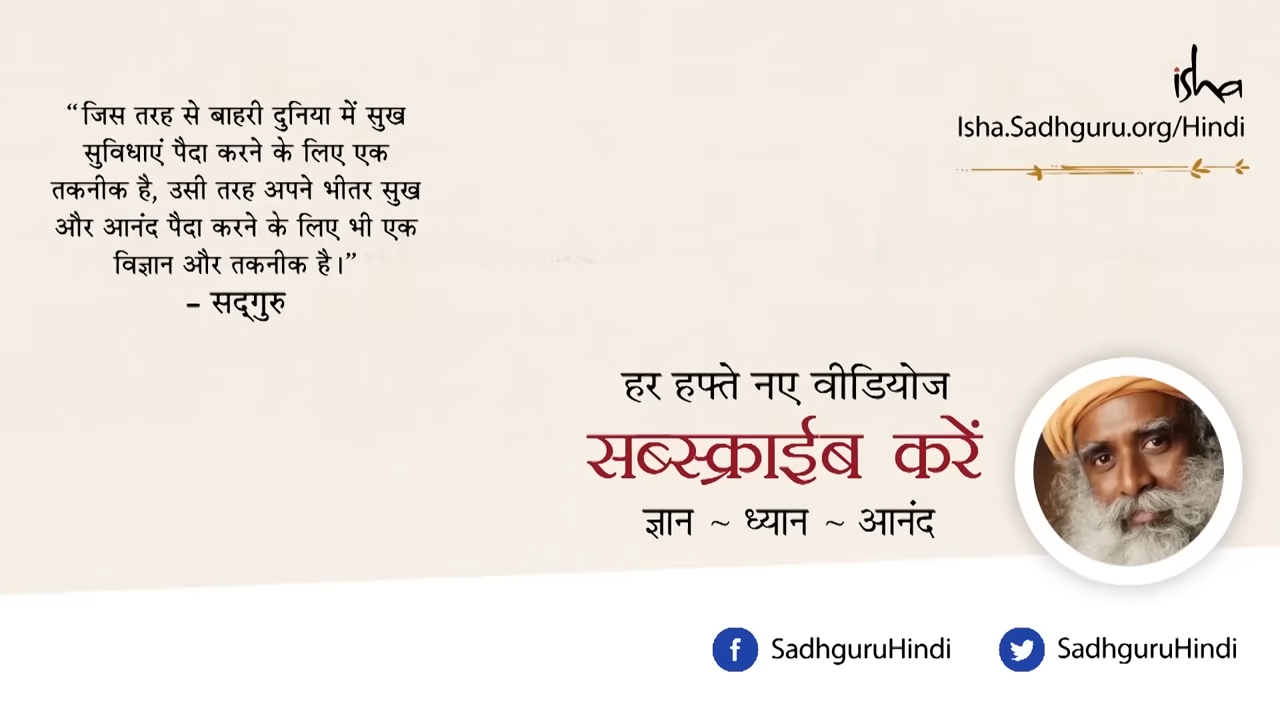 “जिस तरह से बाहरी दुनिया में सुख
सुविधाएं पैदा करने के लिए एक
तकनीक है, उसी तरह अपने भीतर सुख
और आनंद पैदा करने के लिए भी एक
विज्ञान और तकनीक है।”
– सद्‌गुरु
isha
Isha.Sadhguru.org/Hindi
हर हफ्ते नए वीडियोज
सब्स्क्राईब करें
ज्ञान ~ ध्यान ~ आनंद
f SadhguruHindi
SadhguruHindi